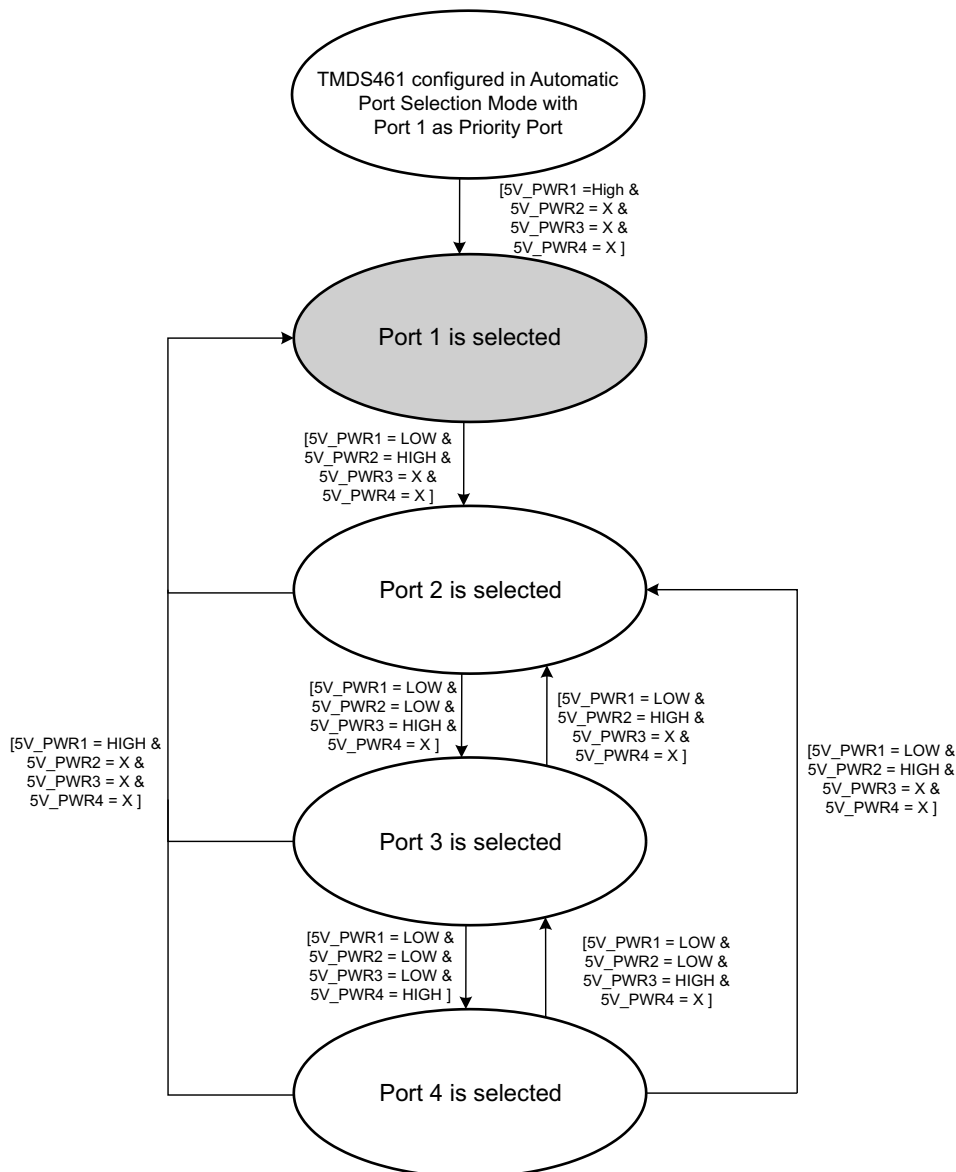 TMDS461 configured in Automatic
Port Selection Mode with
Port 1 as Priority Port
[5V_PWR1 =High &
5V_PWR2 = X &
5V_PWR3 = X &
5V_PWR4 = X ]
Port 1 is selected
[5V_PWR1 = LOW &
5V_PWR2 = HIGH &
5V_PWR3 = X &
5V_PWR4 = X ]
Port 2 is selected
[5V_PWR1 = LOW &
5V_PWR2 = LOW &
5V_PWR3 = HIGH &
5V_PWR4 = X ]
[5V_PWR1 = LOW &
5V_PWR2 = HIGH &
5V_PWR3 = X &
5V_PWR4 = X ]
[5V_PWR1 = HIGH &
5V_PWR2 = X &
5V_PWR3 = X &
5V_PWR4 = X ]
[5V_PWR1 = LOW &
5V_PWR2 = HIGH &
5V_PWR3 = X &
5V_PWR4 = X ]
Port 3 is selected
[5V_PWR1 = LOW &
5V_PWR2 = LOW &
5V_PWR3 = LOW &
5V_PWR4 = HIGH ]
[5V_PWR1 = LOW &
5V_PWR2 = LOW &
5V_PWR3 = HIGH &
5V_PWR4 = X ]
Port 4 is selected